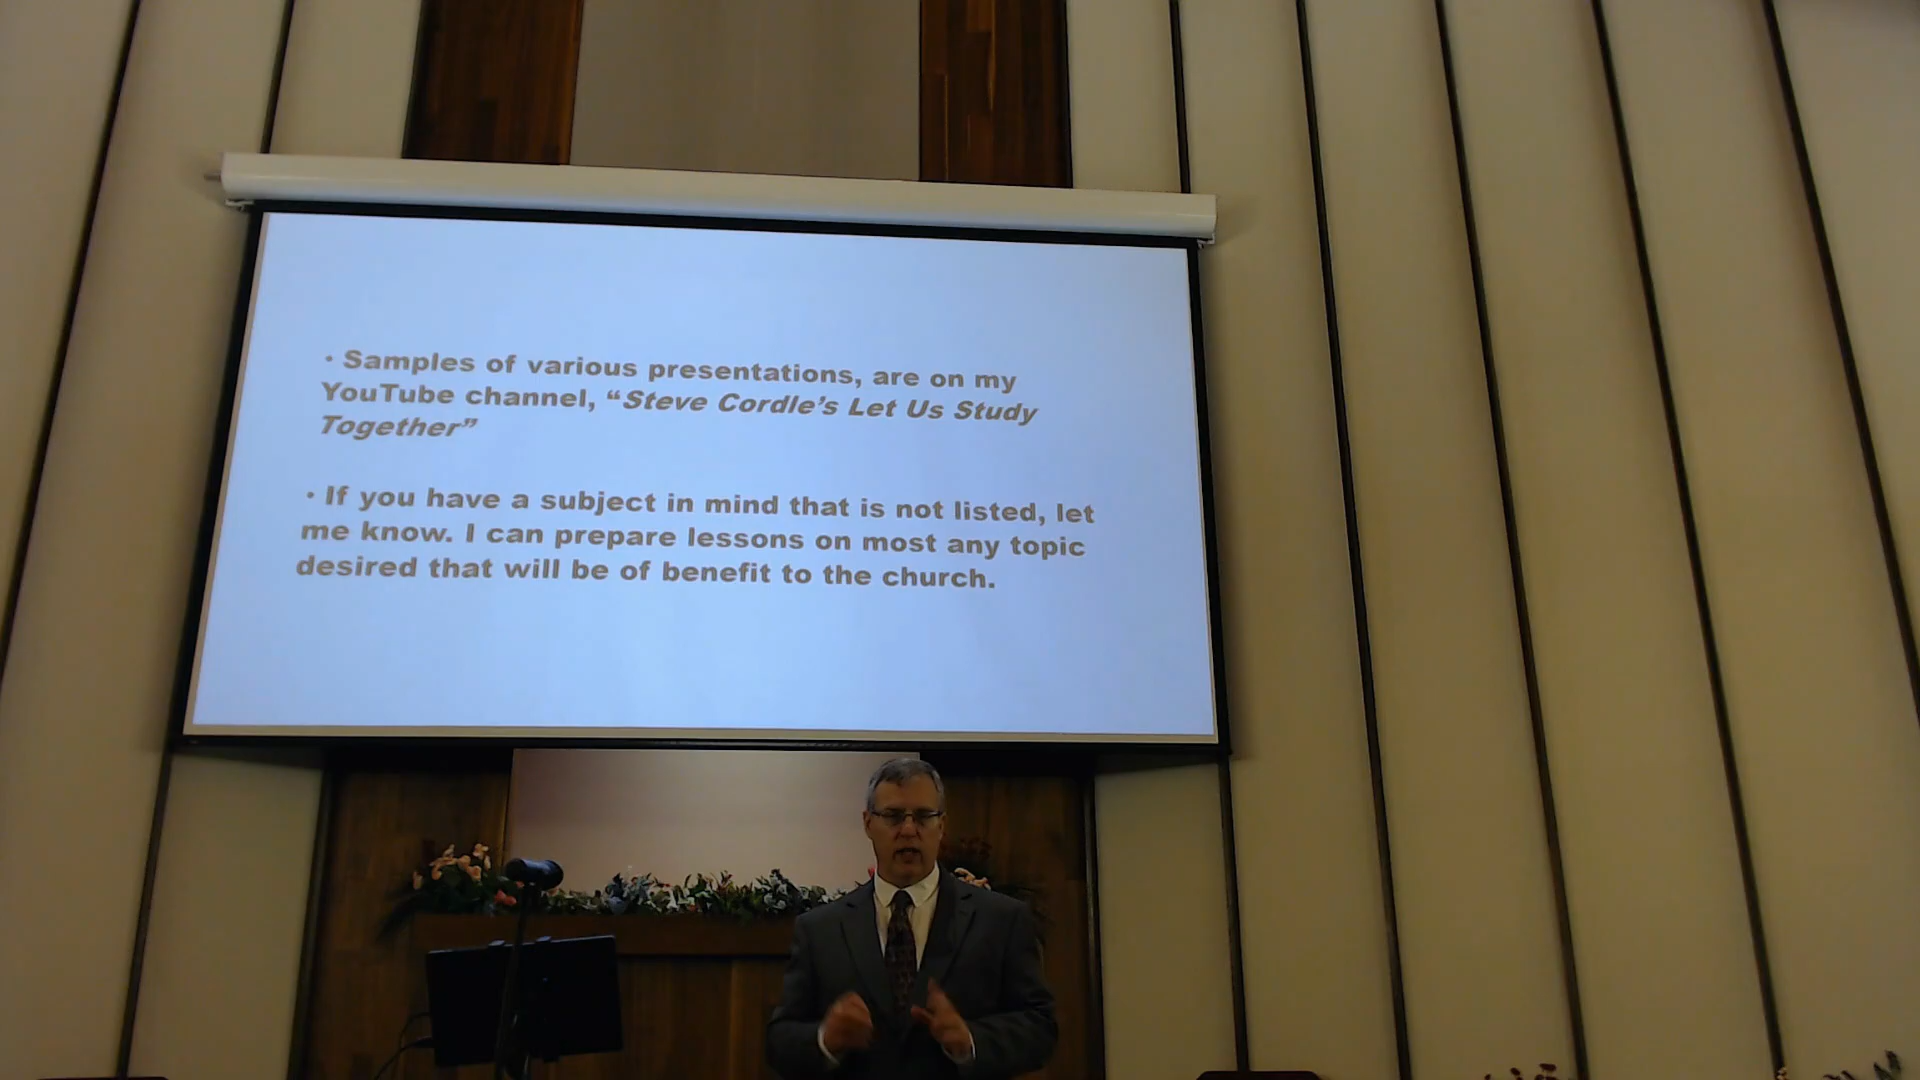 • Samples of various presentations, are on my
YouTube channel, “Steve Cordle’s Let Us Study
Together”
• If you have a subject in mind that is not listed, let
me know. I can prepare lessons on most any topic
desired that will be of benefit to the church.